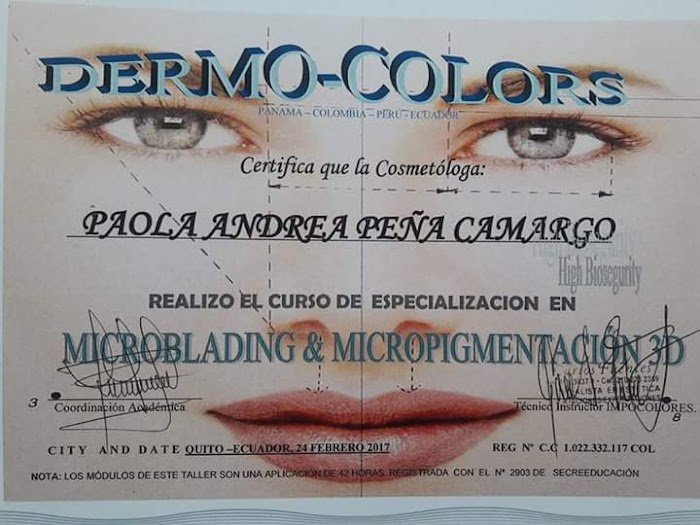 DERMO-COLORS
PANAMA – COLOMBIA – PERU - ECUADOR
Certifica que la Cosmetóloga:
PAOLA ANDREA PEÑA CAMARGO
High Biosegurity
REALIZO EL CURSO DE ESPECIALIZACION EN
MICROBLADING & MICROPIGMENTACIÓN 3D
3
Coordinación Académica
Técnico Instructor IMPOCOLORES.
8
CITY AND DATE QUITO –ECUADOR, 24 FEBRERO 2017
REG Nº C.C 1.022.332.117 COL
NOTA: LOS MÓDULOS DE ESTE TALLER SON UNA APLICACIÓN DE 42 HORAS, REGISTRADA CON EL Nº 2903 DE SECREEDUCACIÓN